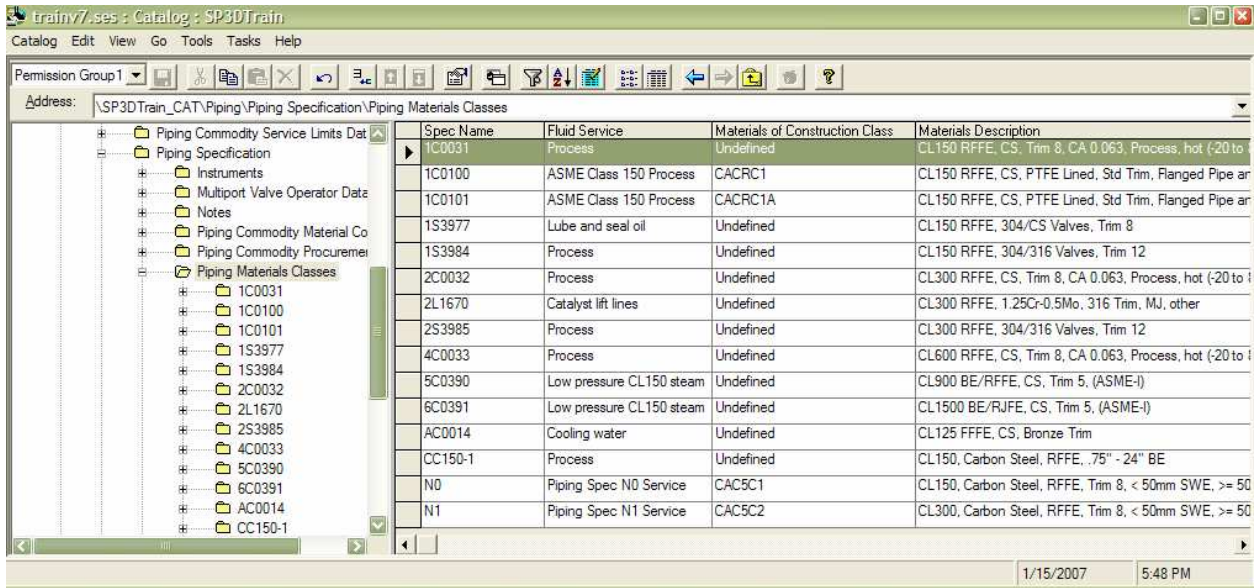 trainv7.ses : Catalog : SP3DTrain
Catalog Edit View Go Tools Tasks Help
Permission Group1
Address: \SP3DTrain_CAT\Piping\Piping Specification\Piping Materials Classes
Piping Commodity Service Limits Dat
Piping Specification
Instruments
Multiport Valve Operator Data
Notes
Piping Commodity Material Co
Piping Commodity Procuremen
Piping Materials Classes
1C0031
1C0100
1C0101
1S3977
1S3984
2C0032
2L1670
2S3985
4C0033
5C0390
6C0391
AC0014
CC150-1
Spec Name Fluid Service Materials of Construction Class Materials Description
1C0031 Process Undefined CL150 RFFE, CS, Trim 8, CA 0.063, Process, hot (-20 to
1C0100 ASME Class 150 Process CACRC1 CL150 RFFE, CS, PTFE Lined, Std Trim, Flanged Pipe an
1C0101 ASME Class 150 Process CACRC1A CL150 RFFE, CS, PTFE Lined, Std Trim, Flanged Pipe an
1S3977 Lube and seal oil Undefined CL150 RFFE, 304/CS Valves, Trim 8
1S3984 Process Undefined CL150 RFFE, 304/316 Valves, Trim 12
2C0032 Process Undefined CL300 RFFE, CS, Trim 8, CA 0.063, Process, hot (-20 to
2L1670 Catalyst lift lines Undefined CL300 RFFE, 1.25Cr-0.5Mo, 316 Trim, MJ, other
2S3985 Process Undefined CL300 RFFE, 304/316 Valves, Trim 12
4C0033 Process Undefined CL600 RFFE, CS, Trim 8, CA 0.063, Process, hot (-20 to
5C0390 Low pressure CL150 steam Undefined CL900 BE/RFFE, CS, Trim 5, (ASME-I)
6C0391 Low pressure CL150 steam Undefined CL1500 BE/RJFE, CS, Trim 5, (ASME-I)
AC0014 Cooling water Undefined CL125 FFFE, CS, Bronze Trim
CC150-1 Process Undefined CL150, Carbon Steel, RFFE, .75" - 24" BE
N0 Piping Spec N0 Service CAC5C1 CL150, Carbon Steel, RFFE, Trim 8, < 50mm SWE, >= 50
N1 Piping Spec N1 Service CAC5C2 CL300, Carbon Steel, RFFE, Trim 8, < 50mm SWE, >= 50
1/15/2007 5:48 PM